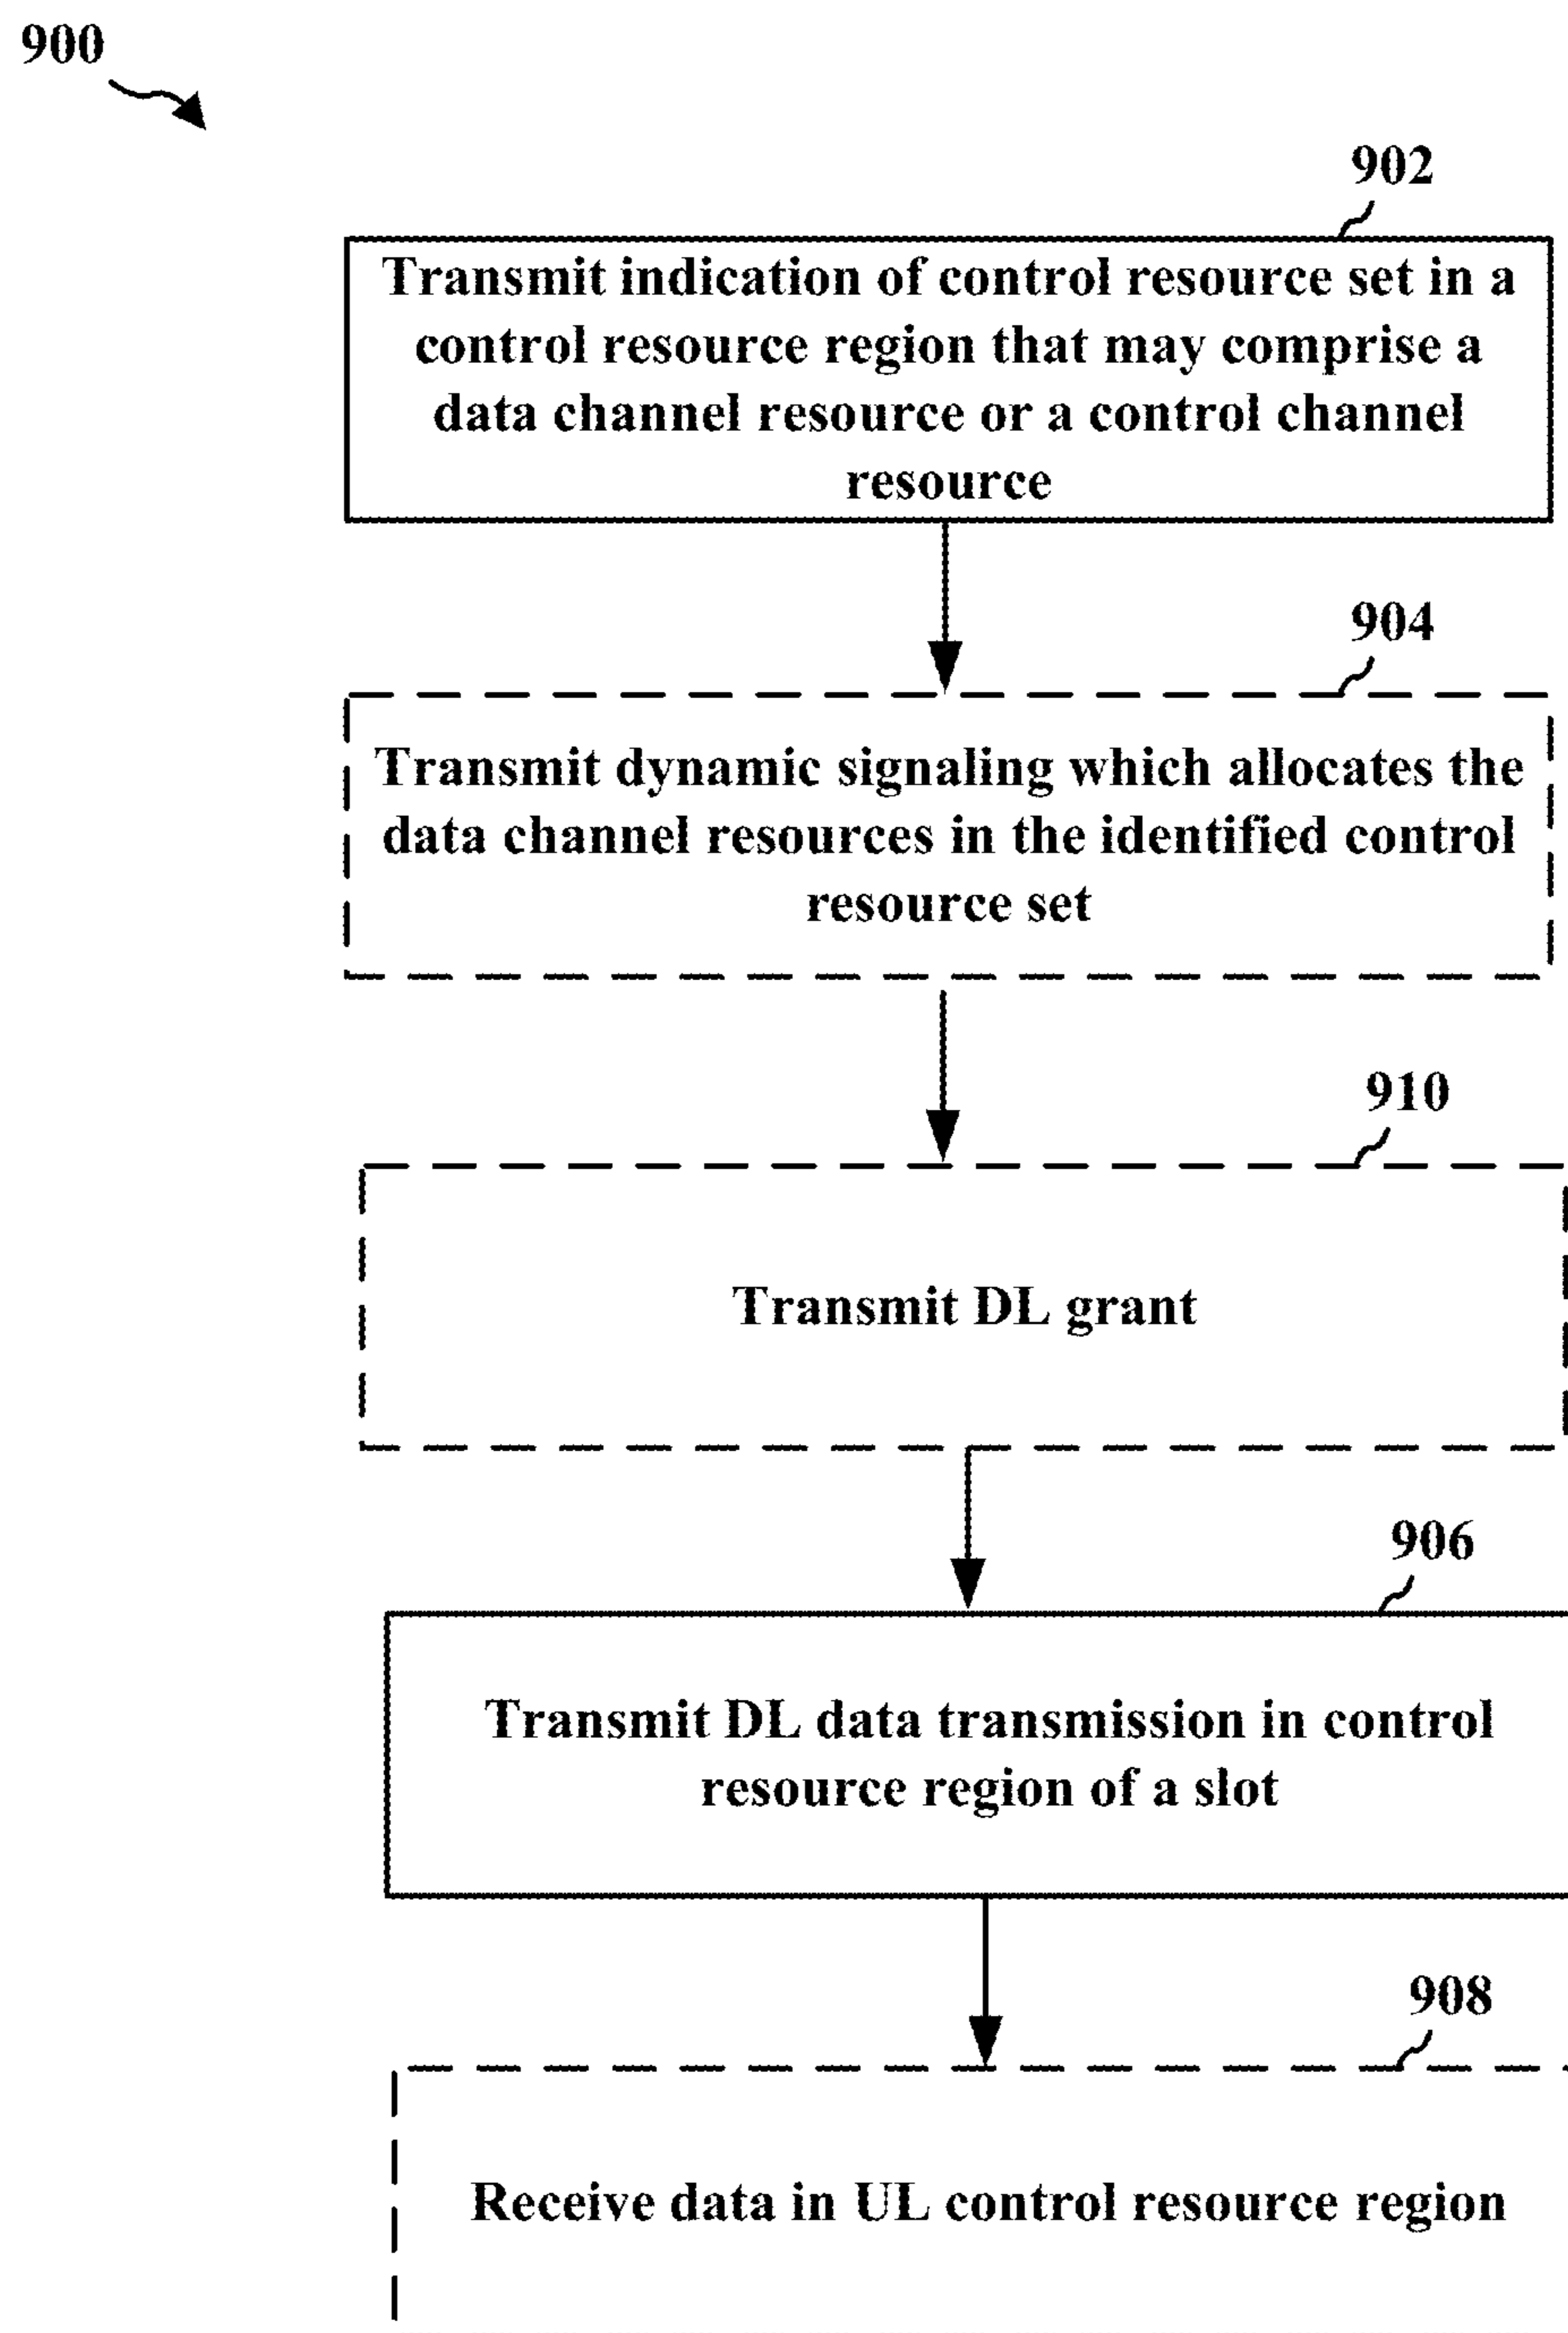 900
902
Transmit indication of control resource set in a
control resource region that may comprise a
data channel resource or a control channel
resource
904
Transmit dynamic signaling which allocates the
data channel resources in the identified control
resource set
910
Transmit DL grant
906
Transmit DL data transmission in control
resource region of a slot
908
Receive data in UL control resource region